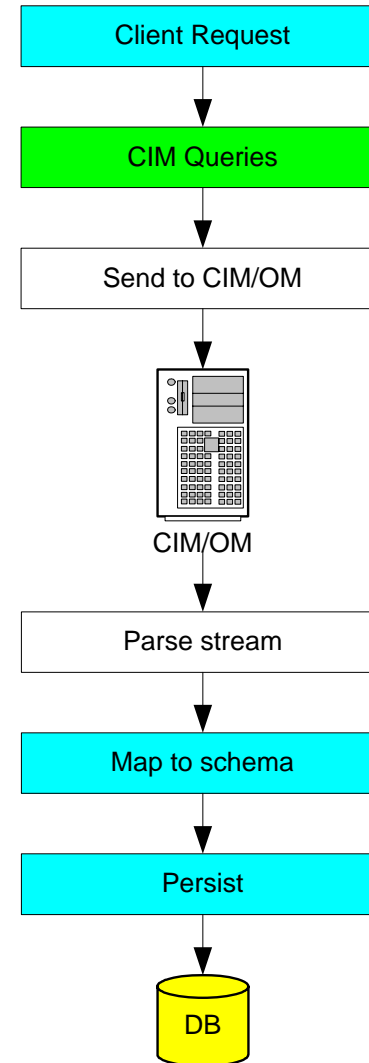 Client Request
CIM Queries
Send to CIM/OM
CIM/OM
Parse stream
Map to schema
Persist
DB